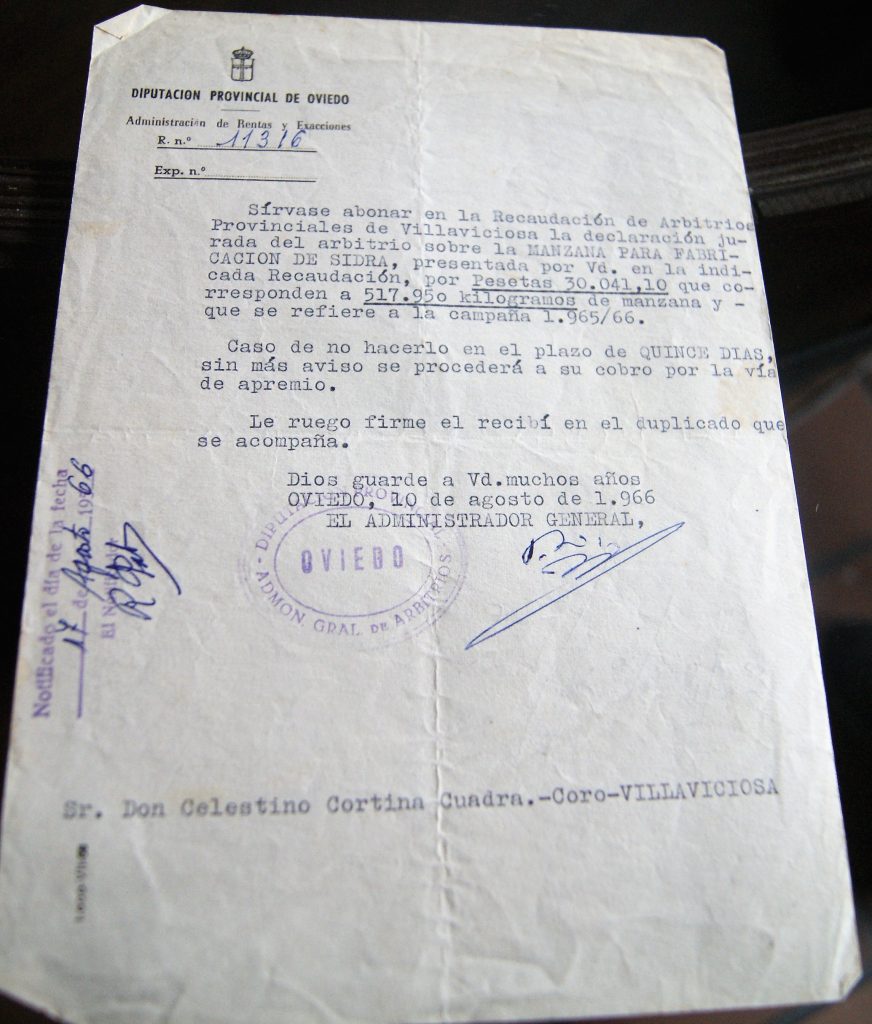 DIPUTACION PROVINCIAL DE OVIEDO
Administración de Rentas y Exacciones
R. n.º 11316
Exp. n.º
Sírvase abonar en la Recaudación de Arbitrios
Provinciales de Villaviciosa la declaración ju-
rada del arbitrio sobre la MANZANA PARA FABRI-
CACION DE SIDRA, presentada por Vd. en la indi-
cada Recaudación, por Pesetas 30.041,10 que co-
rresponden a 517.95o kilogramos de manzana y -
que se refiere a la campaña 1.965/66.
Caso de no hacerlo en el plazo de QUINCE DIAS,
sin más aviso se procederá a su cobro por la vía
de apremio.
Le ruego firme el recibí en el duplicado que
se acompaña.
Dios guarde a Vd.muchos años
OVIEDO, 10 de agosto de 1.966
EL ADMINISTRADOR GENERAL,
- DIPUTACION PROVINCIAL -
OVIEDO
ADMON. GRAL. DE ARBITRIOS
Notificado el día de la fecha
17 de Agosto 1966
El
Sr. Don Celestino Cortina Cuadra.-Coro-VILLAVICIOSA